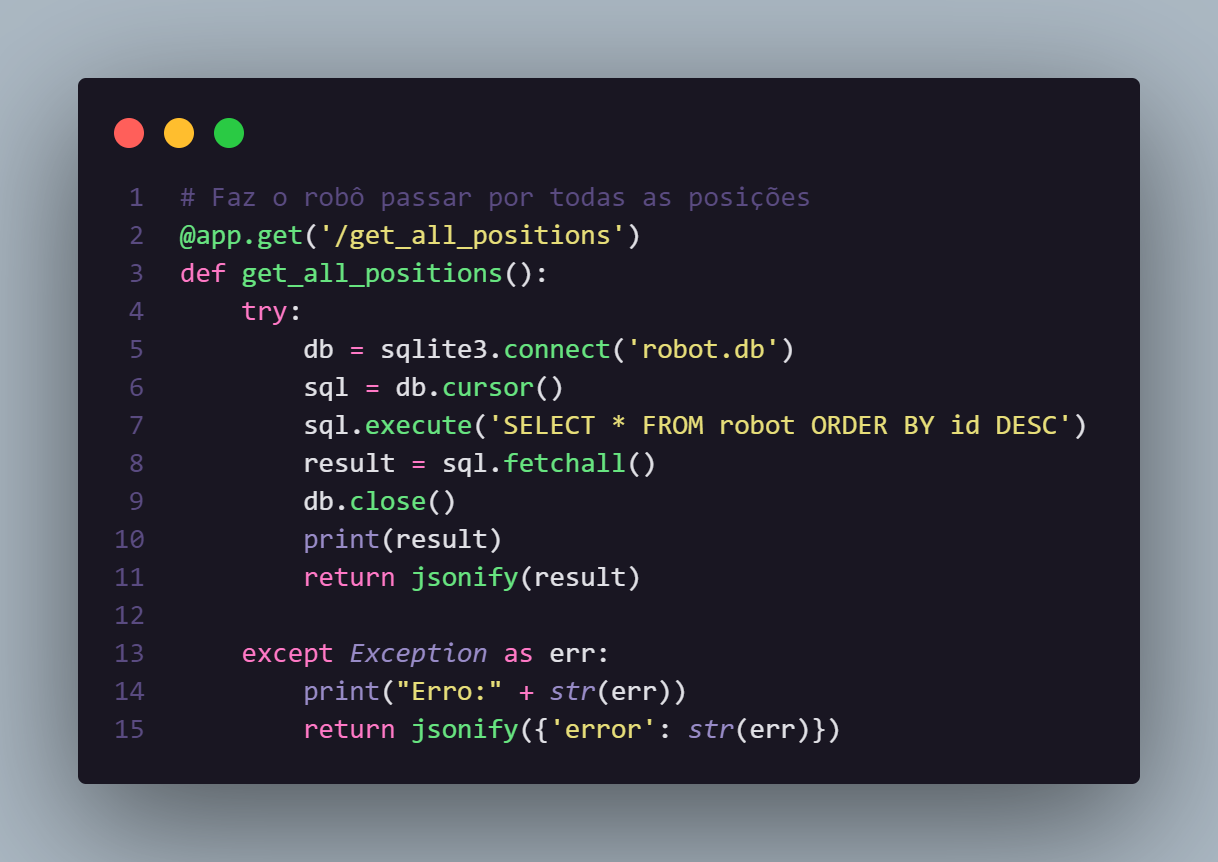 1 # Faz o robô passar por todas as posições
2 @app.get('/get_all_positions')
3 def get_all_positions():
4     try:
5         db = sqlite3.connect('robot.db')
6         sql = db.cursor()
7         sql.execute('SELECT * FROM robot ORDER BY id DESC')
8         result = sql.fetchall()
9         db.close()
10         print(result)
11         return jsonify(result)
12
13     except Exception as err:
14         print("Erro:" + str(err))
15         return jsonify({'error': str(err)})